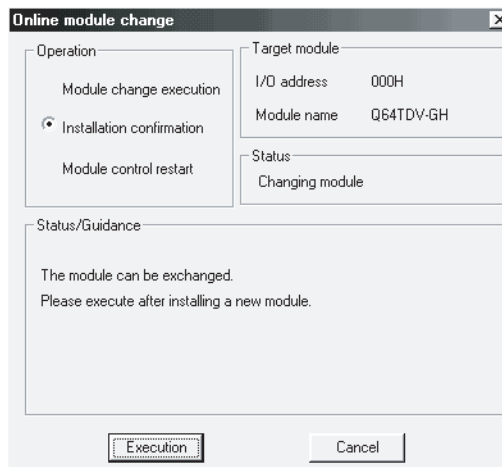 Online module change
Operation
Module change execution
Installation confirmation
Module control restart
Target module
I/O address 000H
Module name Q64TDV-GH
Status
Changing module
Status/Guidance
The module can be exchanged.
Please execute after installing a new module.
Execution Cancel